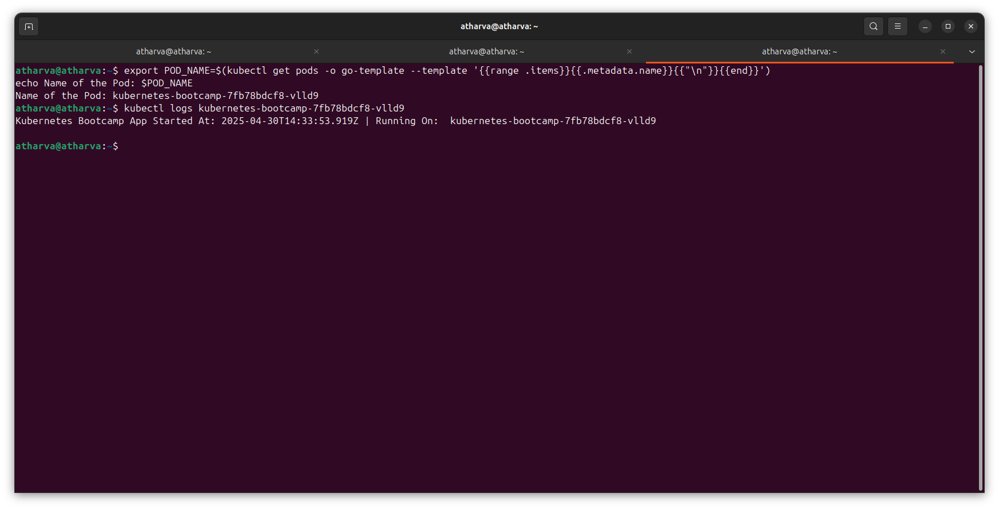 atharva@atharva: ~
atharva@atharva: ~
atharva@atharva: ~
atharva@atharva: ~
atharva@atharva:~$ export POD_NAME=$(kubectl get pods -o go-template --template '{{range .items}}{{.metadata.name}}{{"\n"}}{{end}}')
echo Name of the Pod: $POD_NAME
Name of the Pod: kubernetes-bootcamp-7fb78bdcf8-vlld9
atharva@atharva:~$ kubectl logs kubernetes-bootcamp-7fb78bdcf8-vlld9
Kubernetes Bootcamp App Started At: 2025-04-30T14:33:53.919Z | Running On:  kubernetes-bootcamp-7fb78bdcf8-vlld9
atharva@atharva:~$